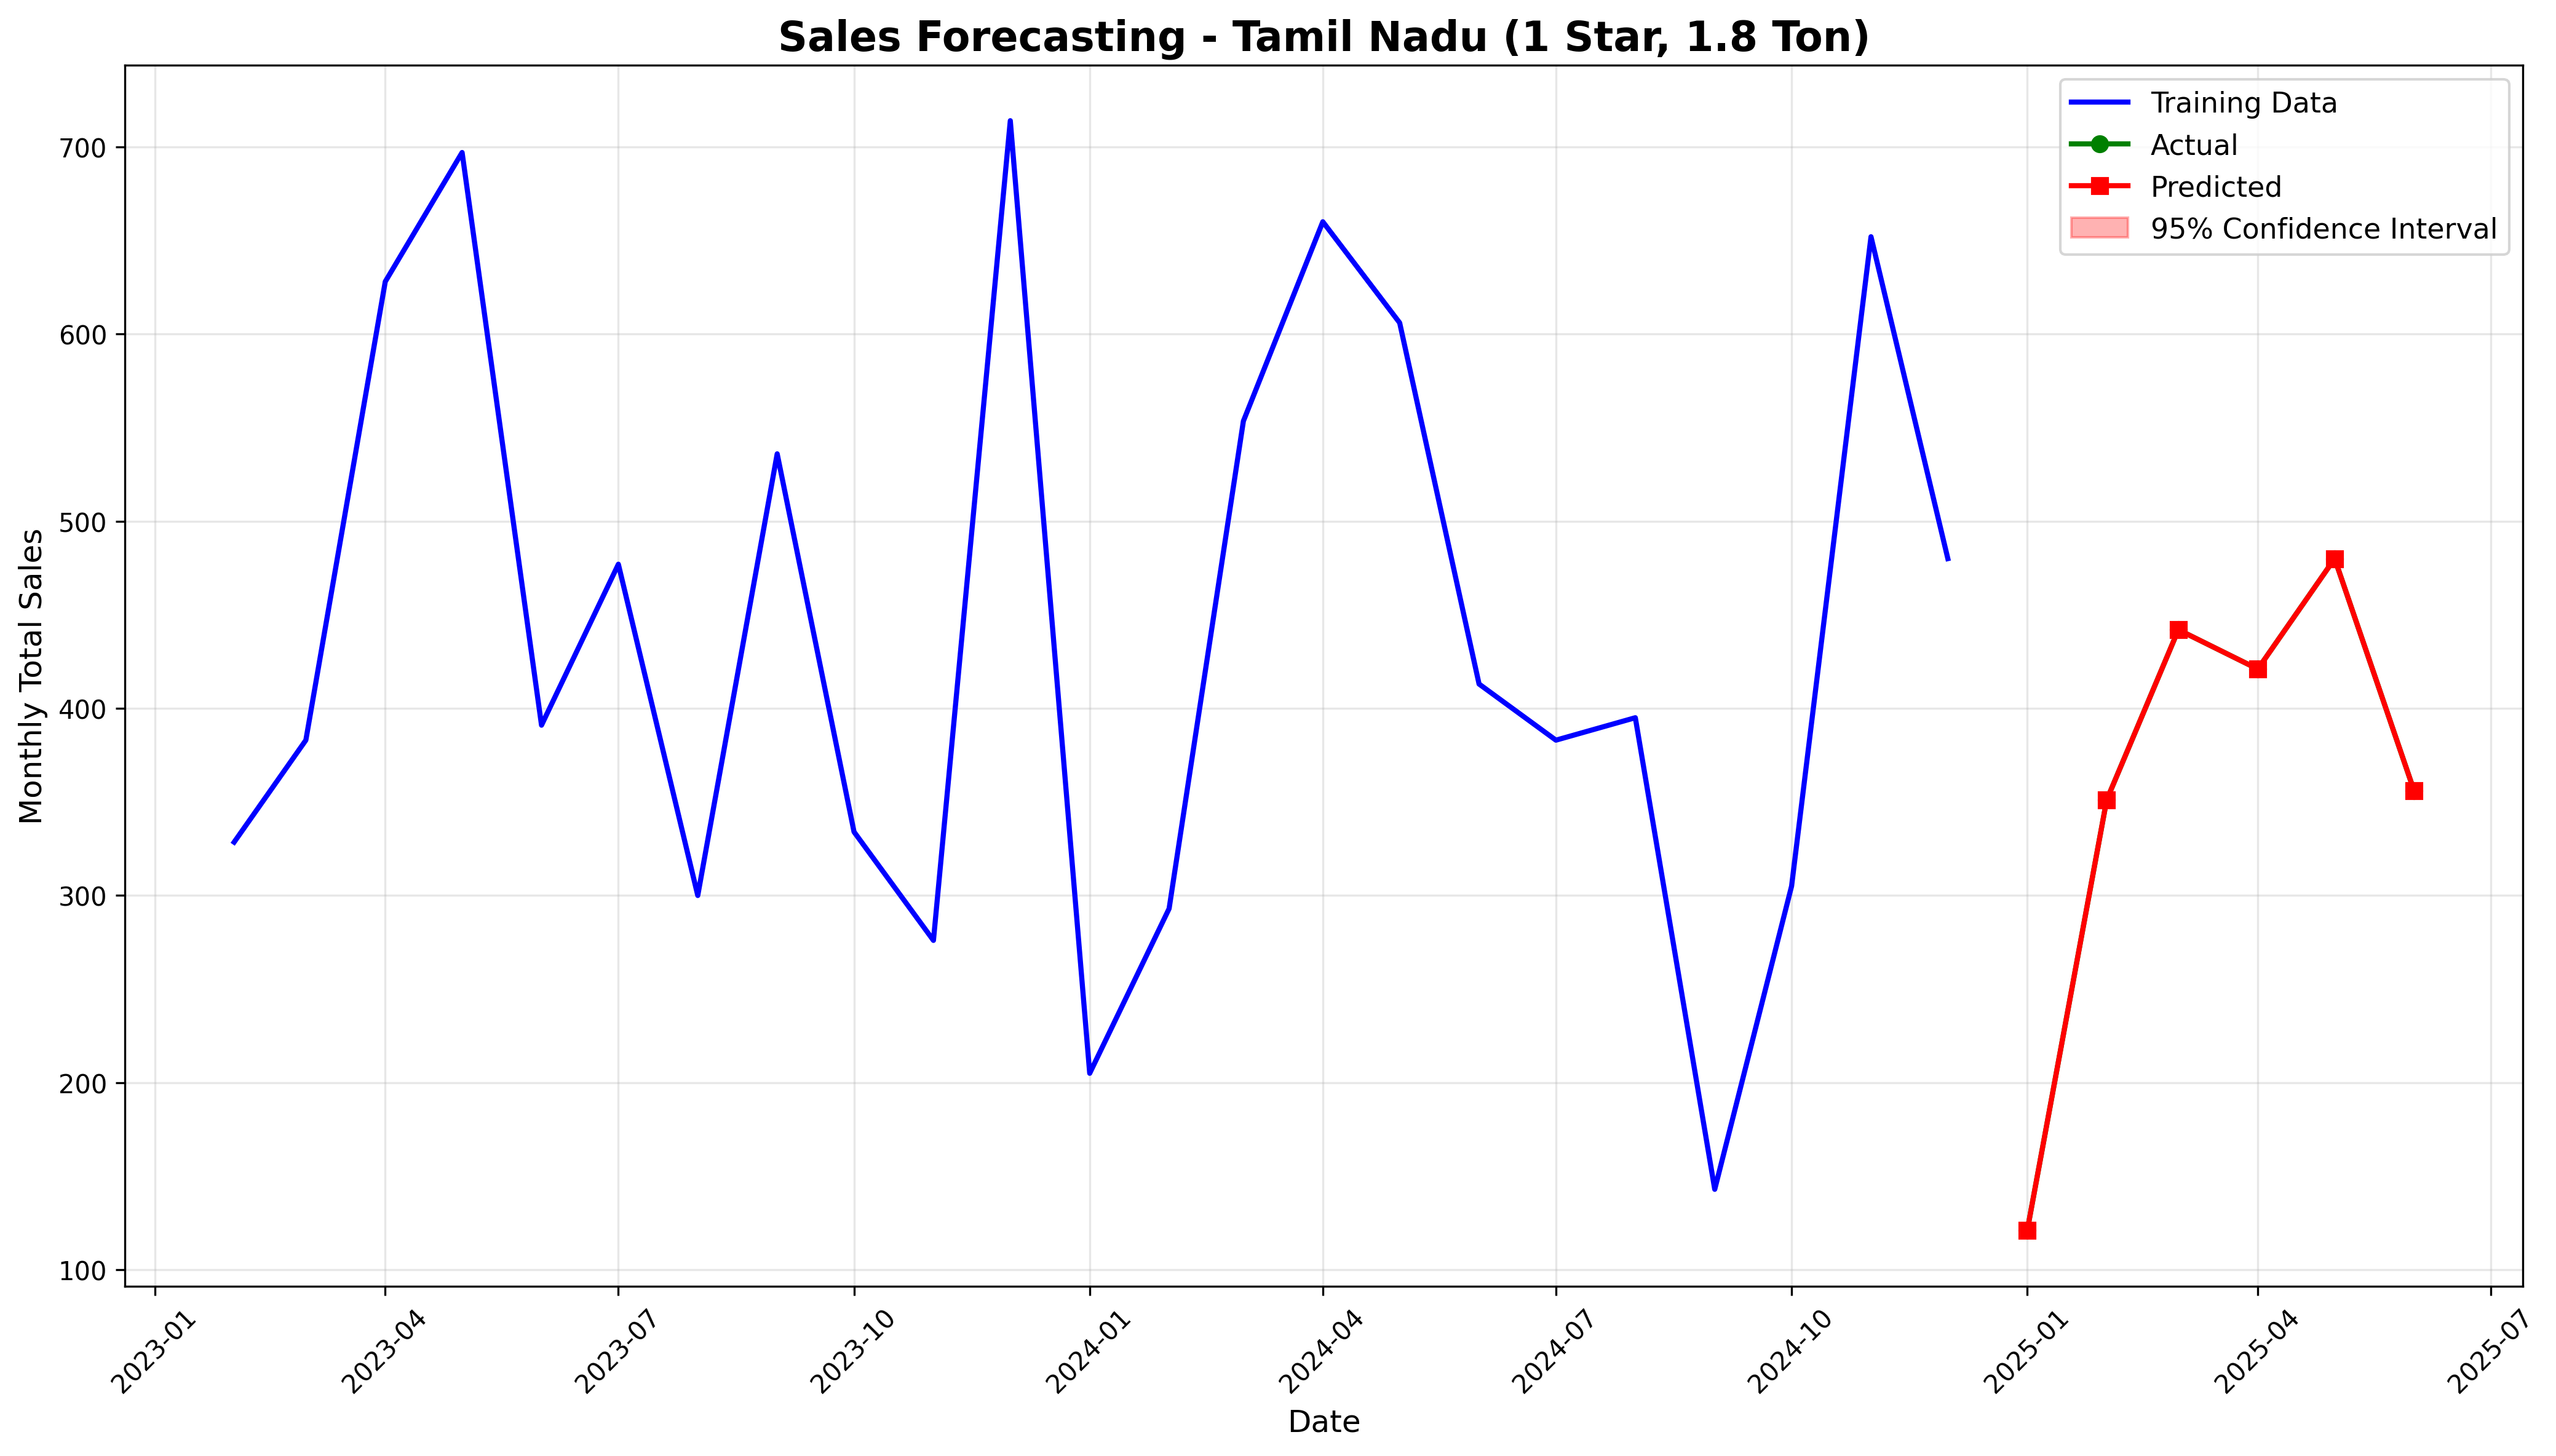 Sales Forecasting - Tamil Nadu (1 Star, 1.8 Ton)
Training Data
Actual
Predicted
95% Confidence Interval
Monthly Total Sales
700
600
500
400
300
200
100
2023-01
2023-04
2023-07
2023-10
2024-01
2024-04
2024-07
2024-10
2025-01
2025-04
2025-07
Date